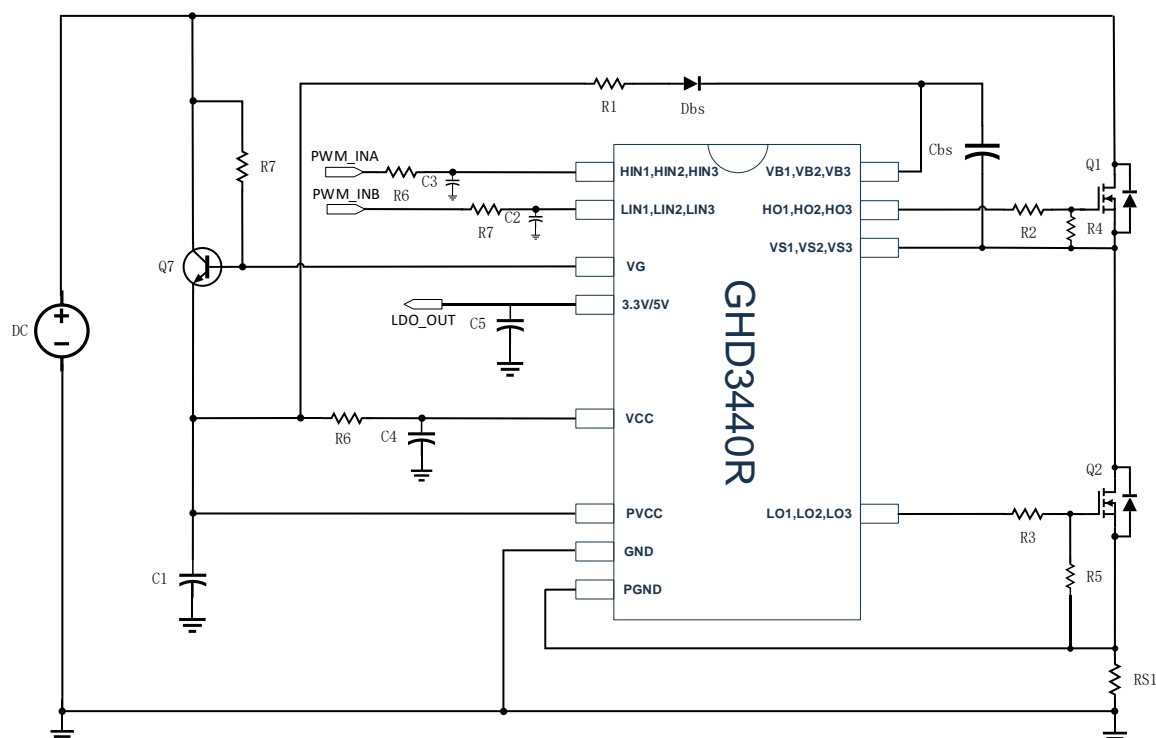 R1
Dbs
Cbs
PWM_INA
R6
C3
HIN1,HIN2,HIN3
VB1,VB2,VB3
Q1
R7
PWM_INB
R7
C2
LIN1,LIN2,LIN3
HO1,HO2,HO3
R2
R4
VS1,VS2,VS3
Q7
VG
3.3V/5V
LDO_OUT
C5
DC
GHD3440R
R6
C4
VCC
Q2
PVCC
LO1,LO2,LO3
R3
GND
C1
PGND
R5
RS1